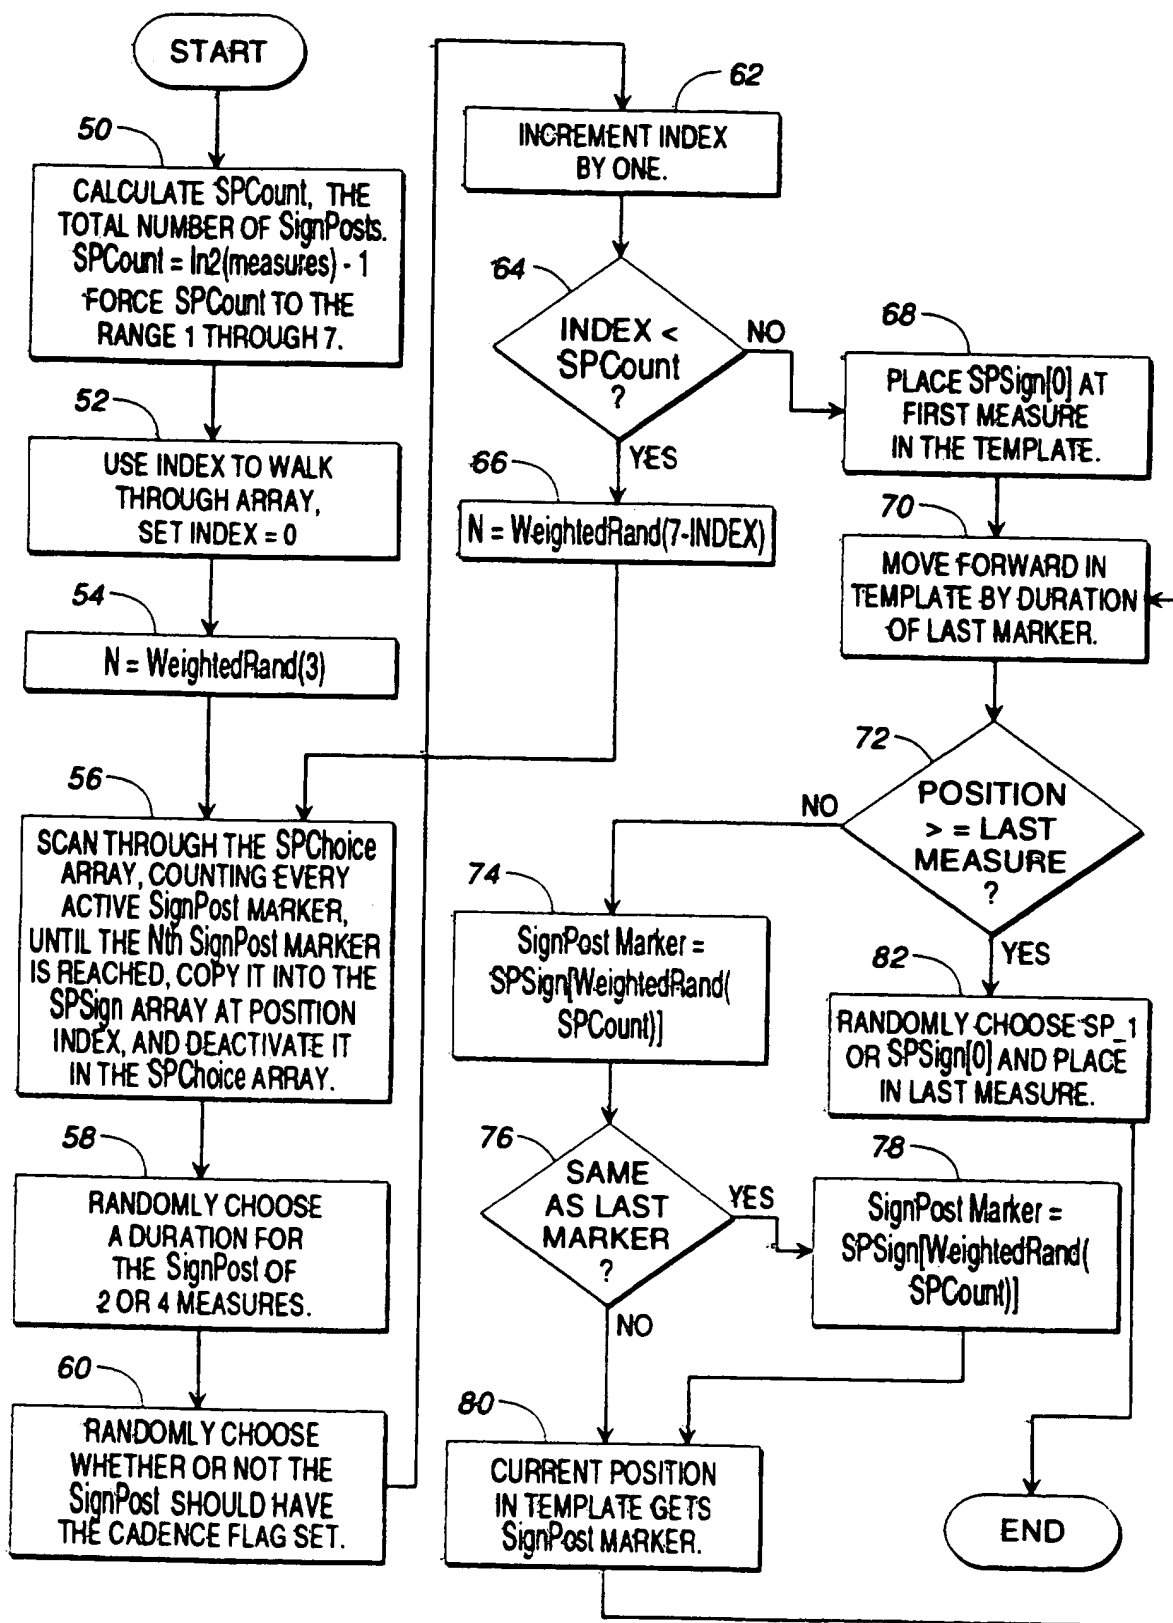 START
50
CALCULATE SPCount, THE
TOTAL NUMBER OF SignPosts.
SPCount = ln2(measures) - 1
FORCE SPCount TO THE
RANGE 1 THROUGH 7.
52
USE INDEX TO WALK
THROUGH ARRAY,
SET INDEX = 0
54
N = WeightedRand(3)
56
SCAN THROUGH THE SPChoice
ARRAY, COUNTING EVERY
ACTIVE SignPost MARKER,
UNTIL THE Nth SignPost MARKER
IS REACHED, COPY IT INTO THE
SPSign ARRAY AT POSITION
INDEX, AND DEACTIVATE IT
IN THE SPChoice ARRAY.
58
RANDOMLY CHOOSE
A DURATION FOR
THE SignPost OF
2 OR 4 MEASURES.
60
RANDOMLY CHOOSE
WHETHER OR NOT THE
SignPost SHOULD HAVE
THE CADENCE FLAG SET.
62
INCREMENT INDEX
BY ONE.
64
INDEX <
SPCount
?
NO
YES
66
N = WeightedRand(7-INDEX)
68
PLACE SPSign[0] AT
FIRST MEASURE
IN THE TEMPLATE.
70
MOVE FORWARD IN
TEMPLATE BY DURATION
OF LAST MARKER.
72
POSITION
> = LAST
MEASURE
?
NO
YES
74
SignPost Marker =
SPSign[WeightedRand(
SPCount)]
76
SAME
AS LAST
MARKER
?
YES
NO
78
SignPost Marker =
SPSign[WeightedRand(
SPCount)]
80
CURRENT POSITION
IN TEMPLATE GETS
SignPost MARKER.
82
RANDOMLY CHOOSE SP_1
OR SPSign[0] AND PLACE
IN LAST MEASURE.
END